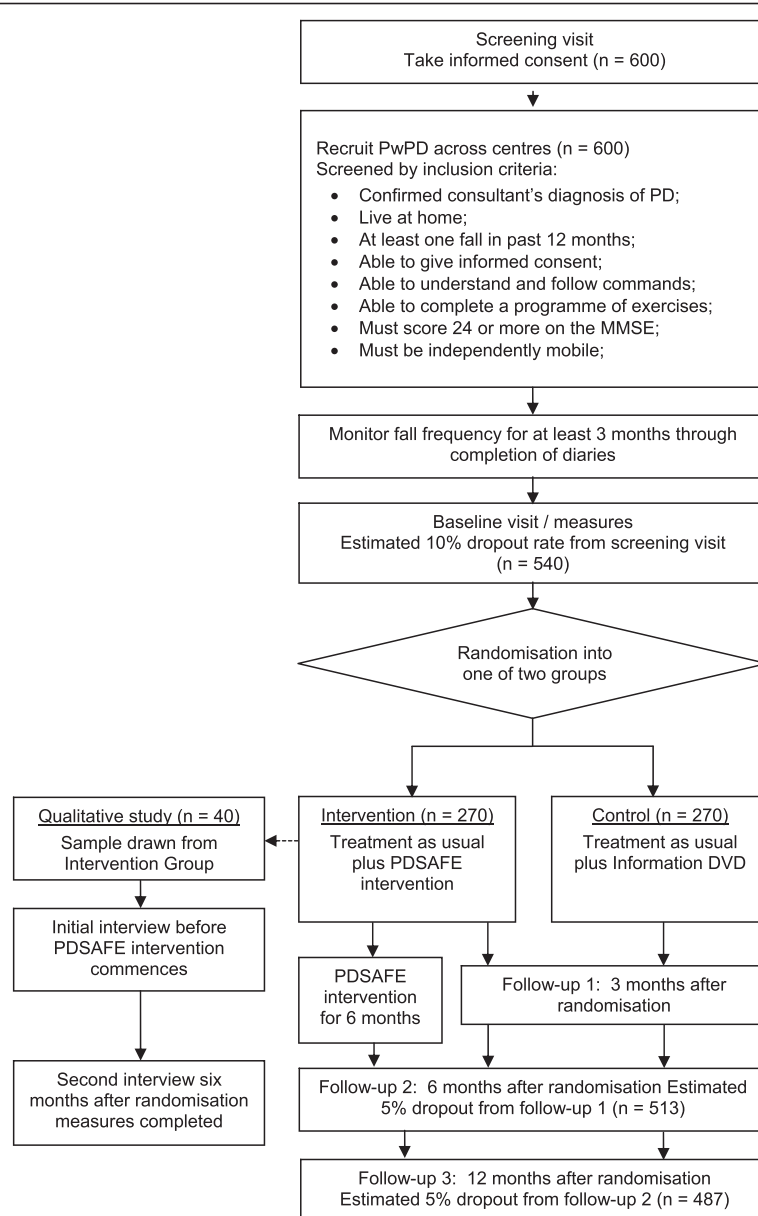 Screening visit
Take informed consent (n = 600)
Recruit PwPD across centres (n = 600)
Screened by inclusion criteria:
• Confirmed consultant's diagnosis of PD;
• Live at home;
• At least one fall in past 12 months;
• Able to give informed consent;
• Able to understand and follow commands;
• Able to complete a programme of exercises;
• Must score 24 or more on the MMSE;
• Must be independently mobile;
Monitor fall frequency for at least 3 months through
completion of diaries
Baseline visit / measures
Estimated 10% dropout rate from screening visit
(n = 540)
Randomisation into
one of two groups
Qualitative study (n = 40)
Sample drawn from
Intervention Group
Intervention (n = 270)
Treatment as usual
plus PDSAFE
intervention
Control (n = 270)
Treatment as usual
plus Information DVD
Initial interview before
PDSAFE intervention
commences
PDSAFE
intervention
for 6 months
Follow-up 1: 3 months after
randomisation
Second interview six
months after randomisation
measures completed
Follow-up 2: 6 months after randomisation Estimated
5% dropout from follow-up 1 (n = 513)
Follow-up 3: 12 months after randomisation
Estimated 5% dropout from follow-up 2 (n = 487)